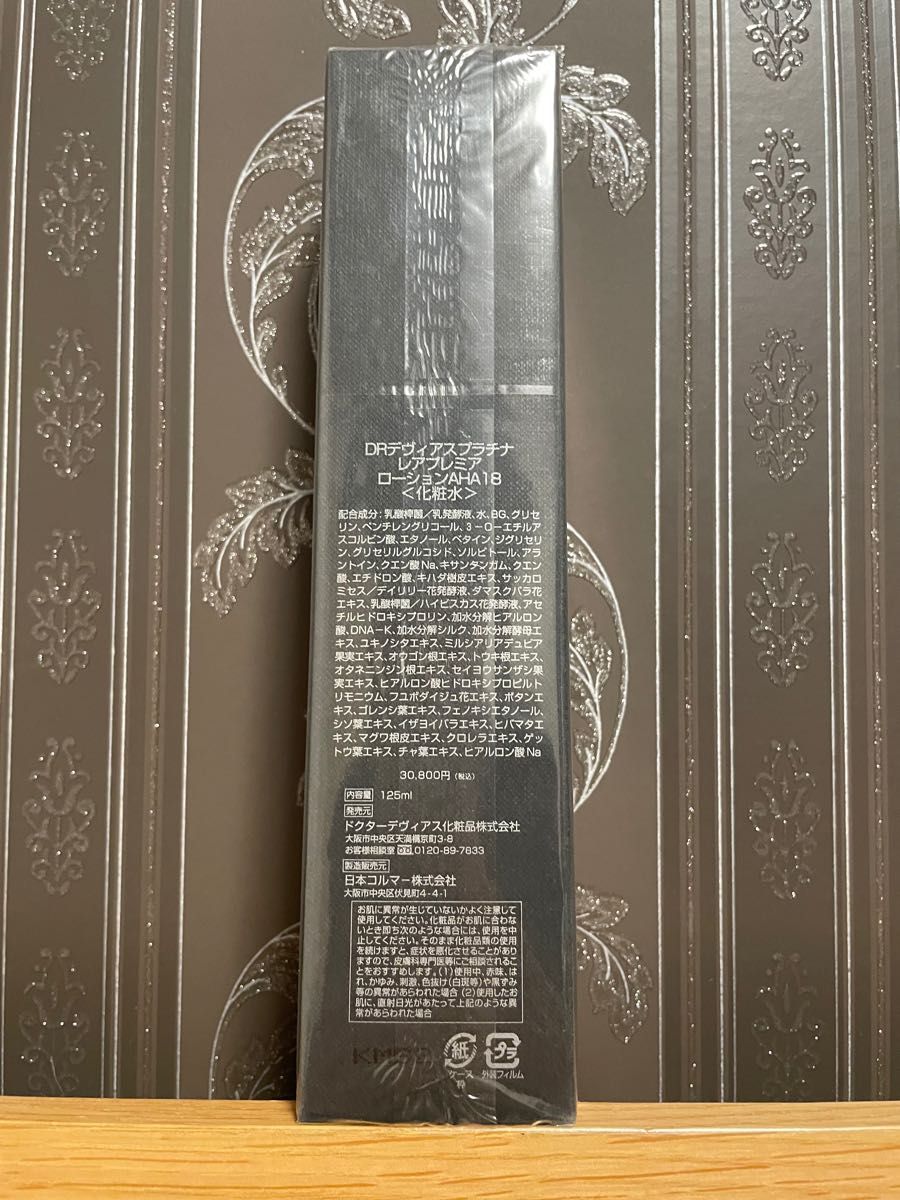 DRデヴィアスプラチナ
レアプレミア
ローションAHA18
＜化粧水＞
配合成分:乳酸桿菌／乳発酵液、水、BG、グリセ
リン、ペンチレングリコール、3－O－エチルア
スコルビン酸、エタノール、ベタイン、ジグリセリ
ン、グリセリルグルコシド、ソルビトール、アラ
ントイン、クエン酸Na、キサンタンガム、クエン
酸、エチドロン酸、キハダ樹皮エキス、サッカロ
ミセス／デイリリー花発酵液、ダマスクバラ花
エキス、乳酸桿菌／ハイビスカス花発酵液、アセ
チルヒドロキシプロリン、加水分解ヒアルロン
酸、DNA－K、加水分解シルク、加水分解酵母エ
キス、ユキノシタエキス、ミルシアリアデュビア
果実エキス、オウゴン根エキス、トウキ根エキス、
オタネニンジン根エキス、セイヨウサンザシ果
実エキス、ヒアルロン酸ヒドロキシプロピルト
リモニウム、フユボダイジュ花エキス、ボタンエ
キス、ゴレンシ葉エキス、フェノキシエタノール、
シソ葉エキス、イザヨイバラエキス、ヒバマタエ
キス、マグワ根皮エキス、クロレラエキス、ゲッ
トウ葉エキス、チャ葉エキス、ヒアルロン酸Na
30,800円(税込)
内容量 125ml
発売元
ドクターデヴィアス化粧品株式会社
大阪市中央区天満橋京町3-8
お客様相談室 0120-89-7633
製造販売元
日本コルマー株式会社
大阪市中央区伏見町4-4-1
お肌に異常が生じていないかよく注意して
使用してください。化粧品がお肌に合わな
いとき即ち次のような場合には、使用を中
止してください。そのまま化粧品類の使用
を続けますと、症状を悪化させることがあり
ますので、皮膚科専門医等にご相談されるこ
とをおすすめします。(1)使用中、赤味、は
れ、かゆみ、刺激、色抜け(白斑等)や黒ずみ
等の異常があらわれた場合 (2)使用したお
肌に、直射日光があたって上記のような異
常があらわれた場合
紙 プラ
ケース 外装フィルム
枠